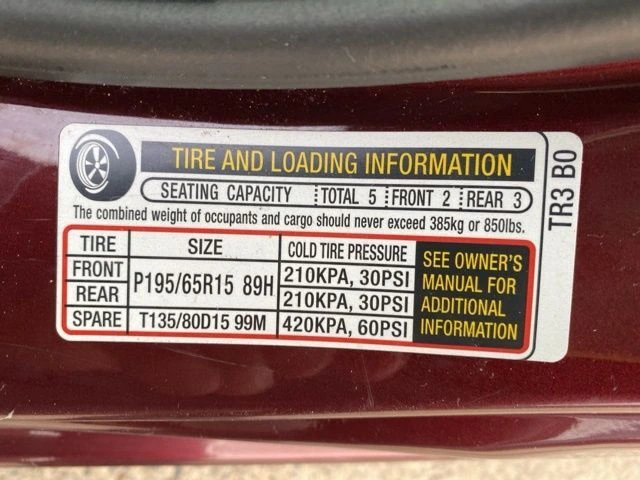 TIRE AND LOADING INFORMATION
SEATING CAPACITY TOTAL 5 FRONT 2 REAR 3
The combined weight of occupants and cargo should never exceed 385kg or 850lbs.
TIRE SIZE COLD TIRE PRESSURE
FRONT P195/65R15 89H 210KPA, 30PSI
REAR 210KPA, 30PSI
SPARE T135/80D15 99M 420KPA, 60PSI
SEE OWNER'S
MANUAL FOR
ADDITIONAL
INFORMATION
TR3 B0